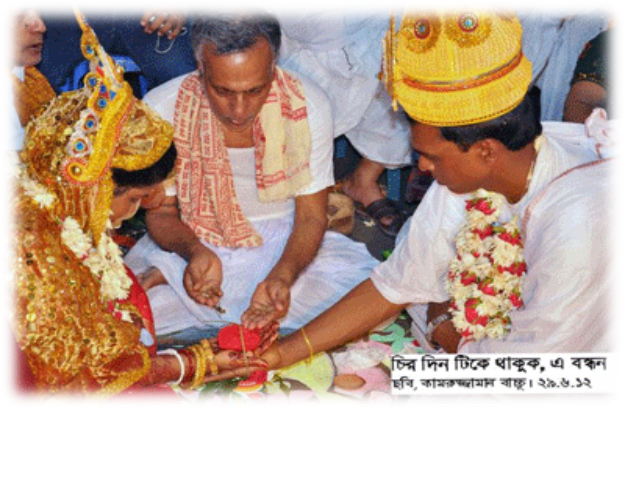 চির দিন টিকে থাকুক, এ বন্ধন
ছবি, কামরুজ্জামান বাচ্চু। ২৯.৬.১২